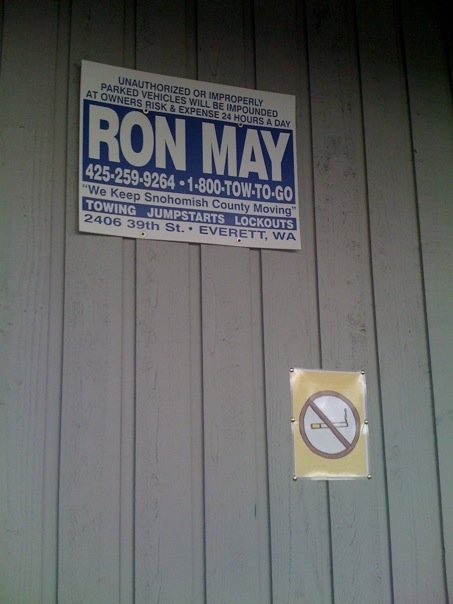 UNAUTHORIZED OR IMPROPERLY
PARKED VEHICLES WILL BE IMPOUNDED
AT OWNERS RISK & EXPENSE 24 HOURS A DAY
RON MAY
425-259-9264 • 1-800-TOW-TO-GO
"We Keep Snohomish County Moving"
TOWING JUMPSTARTS LOCKOUTS
2406 39th St. • EVERETT, WA